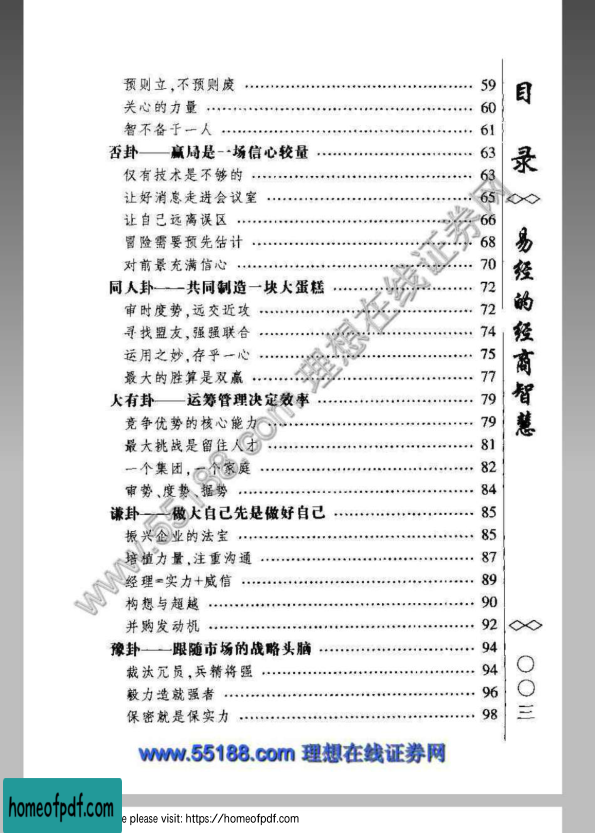 预则立,不预则废 59
关心的力量 60
智不备于一人 61
否卦——赢局是一场信心较量 63
仅有技术是不够的 63
让好消息走进会议室 65
让自己远离误区 66
冒险需要预先估计 68
对前景充满信心 70
同人卦——共同制造一块大蛋糕 72
审时度势,远交近攻 72
寻找盟友,强强联合 74
运用之妙,存乎一心 75
最大的胜算是双赢 77
大有卦——运筹管理决定效率 79
竞争优势的核心能力 79
最大挑战是留住人才 81
一个集团,一个家庭 82
审势、度势、握势 84
谦卦——做大自己先是做好自己 85
振兴企业的法宝 85
培植力量,注重沟通 87
经理=实力+威信 89
构想与超越 90
并购发动机 92
豫卦——跟随市场的战略头脑 94
裁汰冗员,兵精将强 94
毅力造就强者 96
保密就是保实力 98
目录
易经的经商智慧
〇〇三
www.55188.com 理想在线证券网
www.55188.com 理想在线证券网
homeofpdf.com
e please visit: https://homeofpdf.com